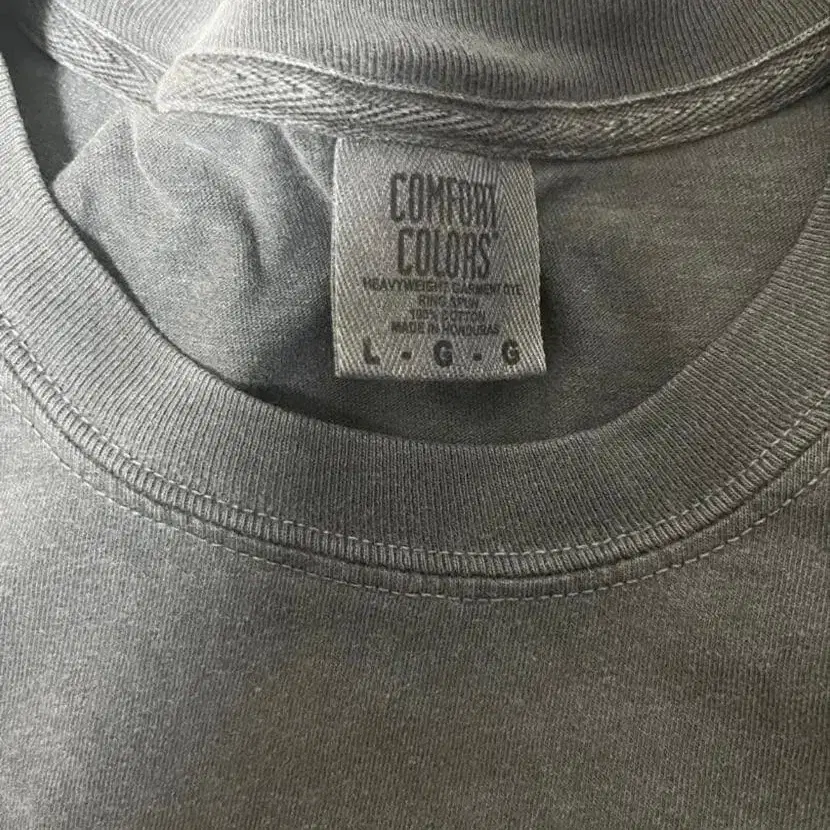 COMFORT
COLORS®
HEAVYWEIGHT GARMENT DYE
RING SPUN
100% COTTON
MADE IN HONDURAS
L - G - G